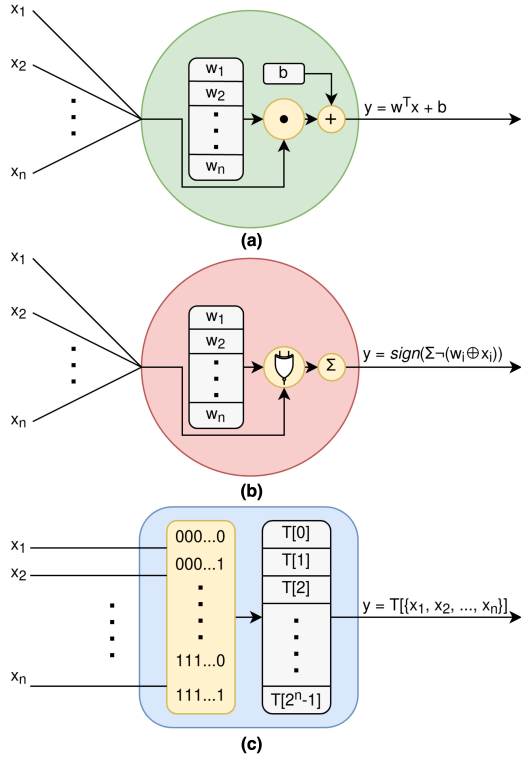 x1
x2
xn
w1
w2
wn
b
+
y = wᵀx + b
(a)
x1
x2
xn
w1
w2
wn
Σ
y = sign(Σ¬(wi⊕xi))
(b)
x1
x2
xn
000...0
000...1
111...0
111...1
T[0]
T[1]
T[2]
T[2ⁿ-1]
y = T[{x1, x2, ..., xn}]
(c)